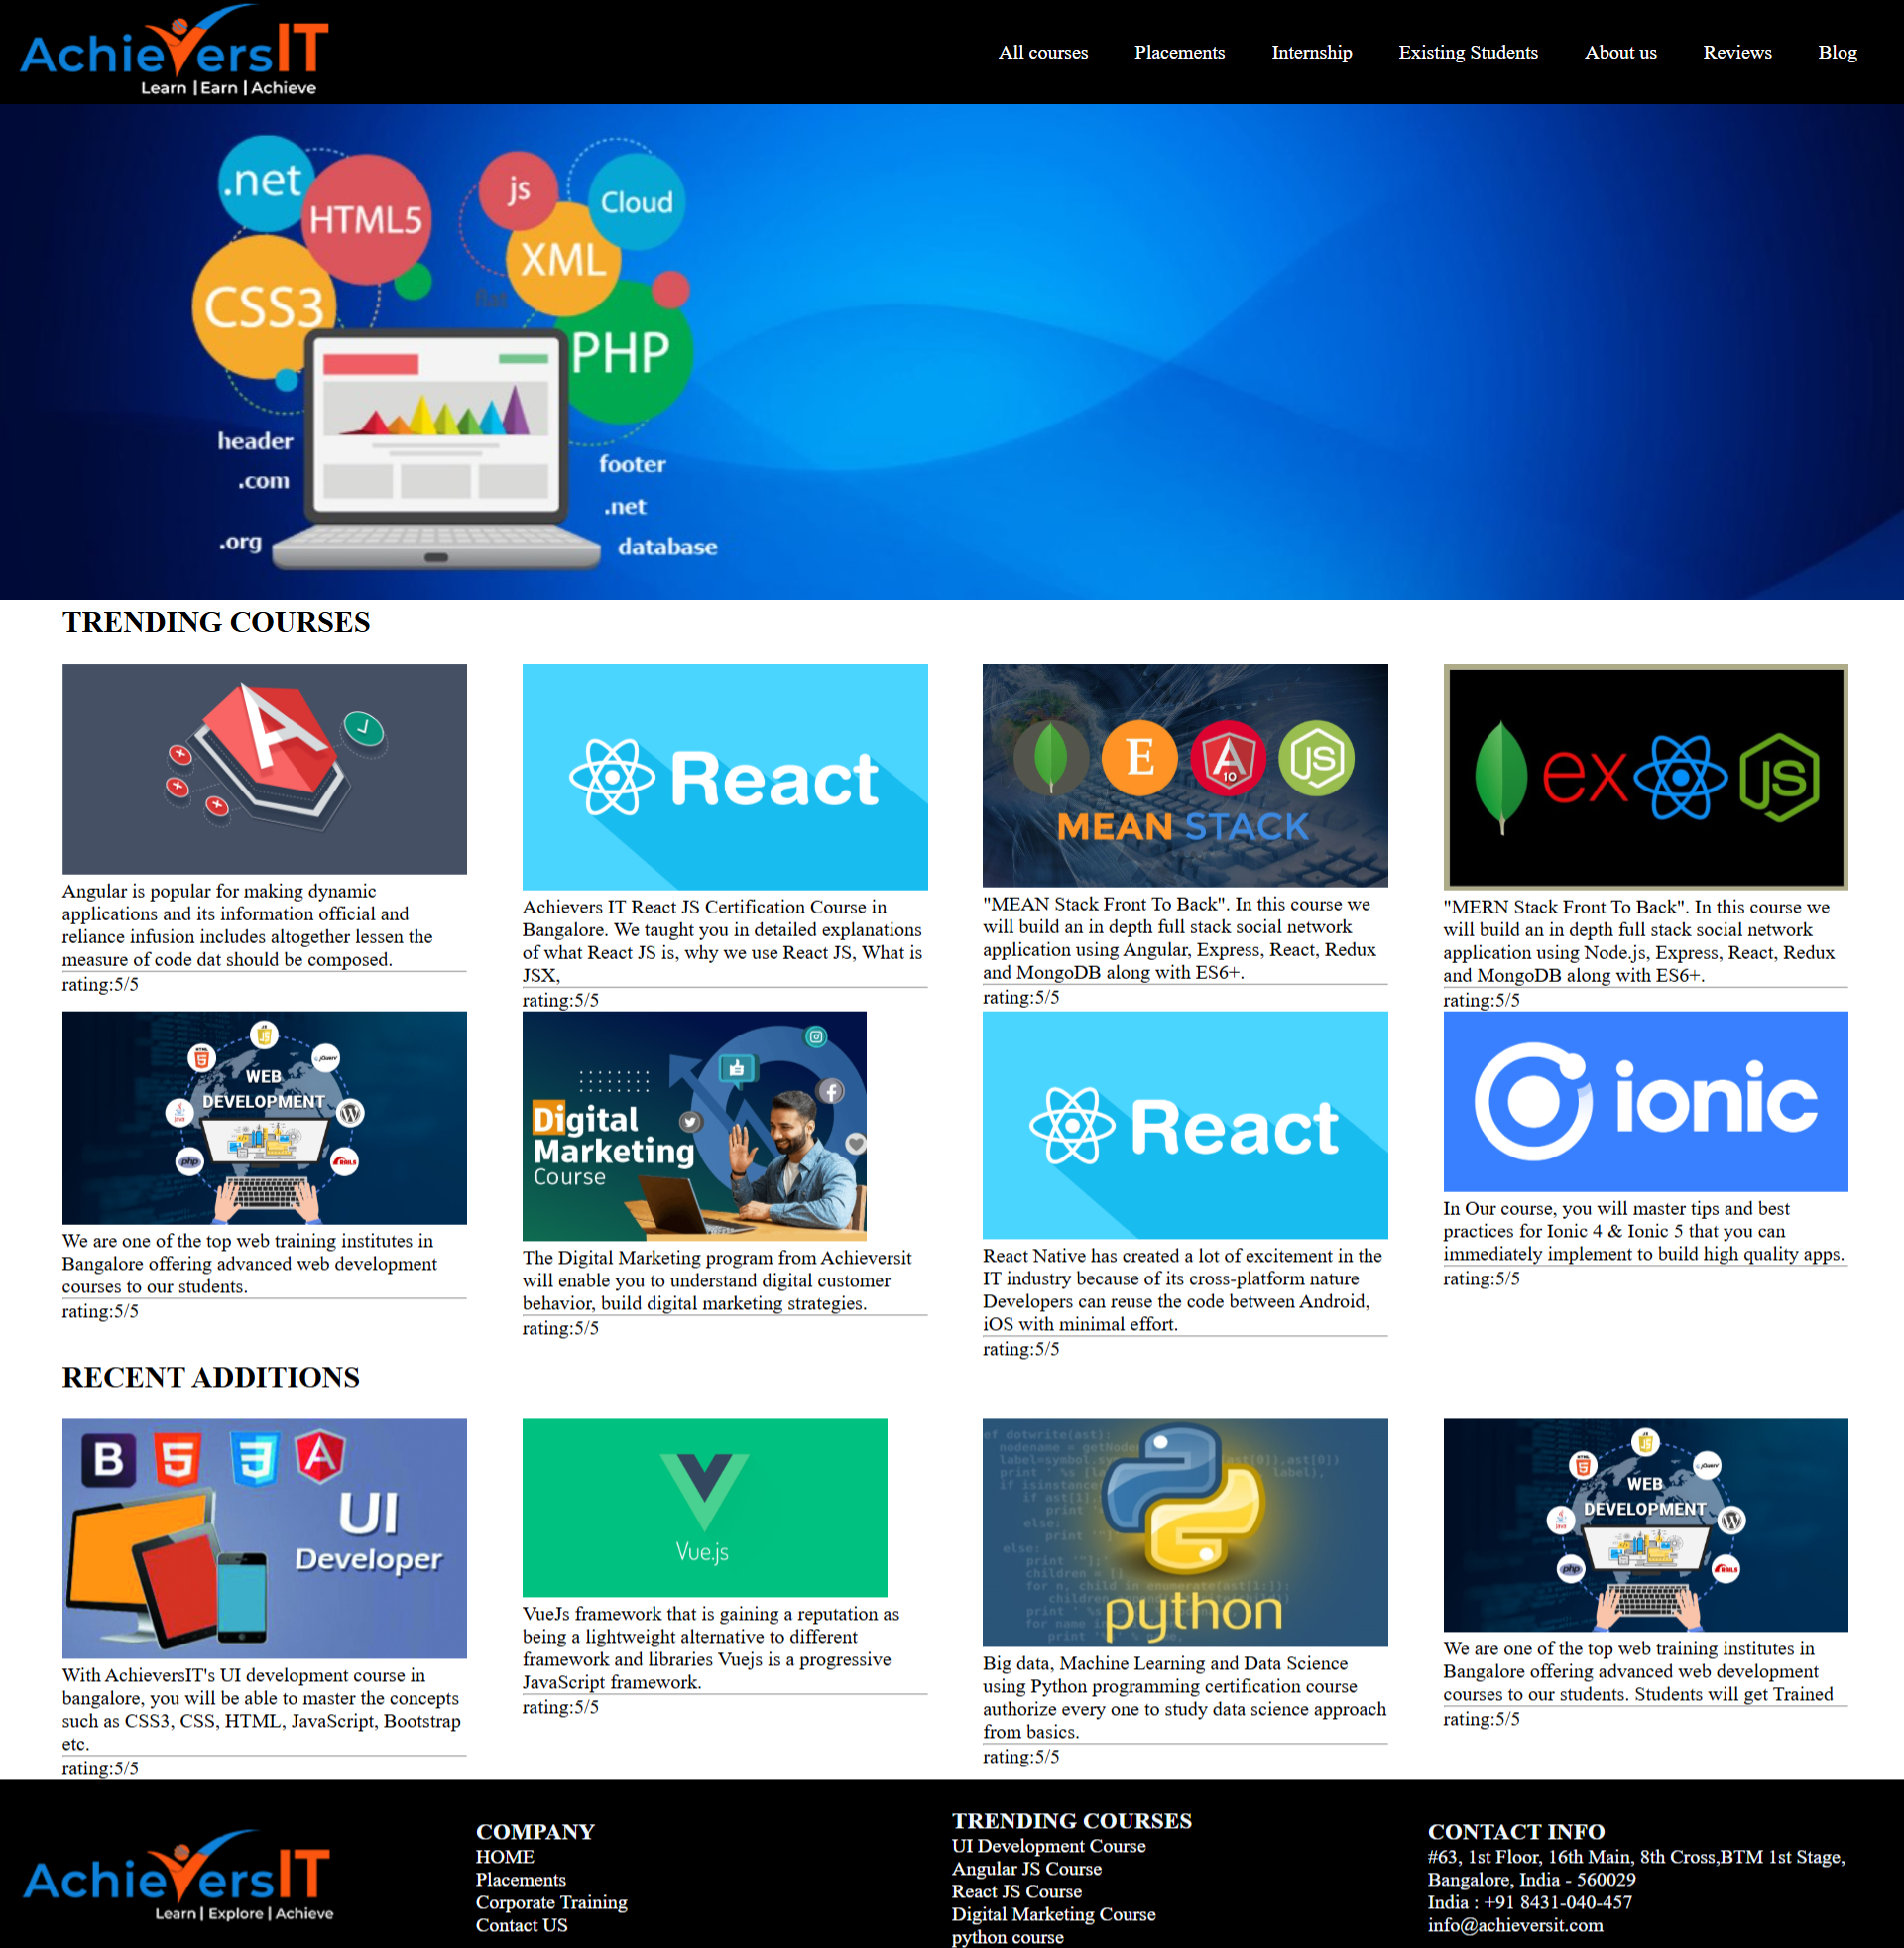 AchieversIT
Learn | Earn | Achieve
All courses
Placements
Internship
Existing Students
About us
Reviews
Blog
.net
HTML5
js
Cloud
XML
CSS3
flat
PHP
header
.com
.org
footer
.net
database
TRENDING COURSES
A
Angular is popular for making dynamic
applications and its information official and
reliance infusion includes altogether lessen the
measure of code dat should be composed.
rating:5/5
React
Achievers IT React JS Certification Course in
Bangalore. We taught you in detailed explanations
of what React JS is, why we use React JS, What is
JSX,
rating:5/5
E
A
10
JS
MEAN STACK
"MEAN Stack Front To Back". In this course we
will build an in depth full stack social network
application using Angular, Express, React, Redux
and MongoDB along with ES6+.
rating:5/5
ex
JS
"MERN Stack Front To Back". In this course we
will build an in depth full stack social network
application using Node.js, Express, React, Redux
and MongoDB along with ES6+.
rating:5/5
JS
HTML
5
jQuery
WEB
DEVELOPMENT
Java
php
RAILS
We are one of the top web training institutes in
Bangalore offering advanced web development
courses to our students.
rating:5/5
Digital
Marketing
Course
The Digital Marketing program from Achieversit
will enable you to understand digital customer
behavior, build digital marketing strategies.
rating:5/5
React
React Native has created a lot of excitement in the
IT industry because of its cross-platform nature
Developers can reuse the code between Android,
iOS with minimal effort.
rating:5/5
ionic
In Our course, you will master tips and best
practices for Ionic 4 & Ionic 5 that you can
immediately implement to build high quality apps.
rating:5/5
RECENT ADDITIONS
B
5
3
A
UI
Developer
With AchieversIT's UI development course in
bangalore, you will be able to master the concepts
such as CSS3, CSS, HTML, JavaScript, Bootstrap
etc.
rating:5/5
Vue.js
VueJs framework that is gaining a reputation as
being a lightweight alternative to different
framework and libraries Vuejs is a progressive
JavaScript framework.
rating:5/5
python
Big data, Machine Learning and Data Science
using Python programming certification course
authorize every one to study data science approach
from basics.
rating:5/5
JS
HTML
5
jQuery
WEB
DEVELOPMENT
Java
php
RAILS
We are one of the top web training institutes in
Bangalore offering advanced web development
courses to our students. Students will get Trained
rating:5/5
AchieversIT
Learn | Explore | Achieve
COMPANY
HOME
Placements
Corporate Training
Contact US
TRENDING COURSES
UI Development Course
Angular JS Course
React JS Course
Digital Marketing Course
python course
CONTACT INFO
#63, 1st Floor, 16th Main, 8th Cross,BTM 1st Stage,
Bangalore, India - 560029
India : +91 8431-040-457
info@achieversit.com